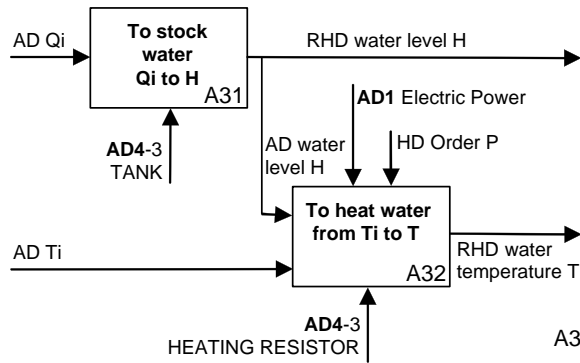 AD Qi
To stock
water
Qi to H
A31
RHD water level H
AD4-3
TANK
AD water
level H
AD1 Electric Power
HD Order P
To heat water
from Ti to T
A32
AD Ti
RHD water
temperature T
AD4-3
HEATING RESISTOR
A3